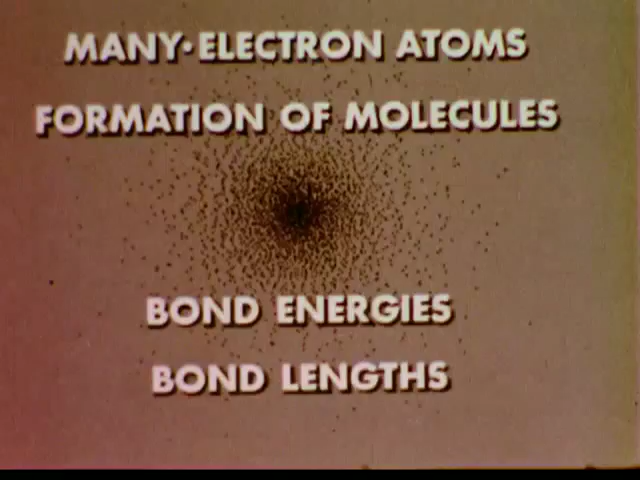 MANY·ELECTRON ATOMS
FORMATION OF MOLECULES
BOND ENERGIES
BOND LENGTHS